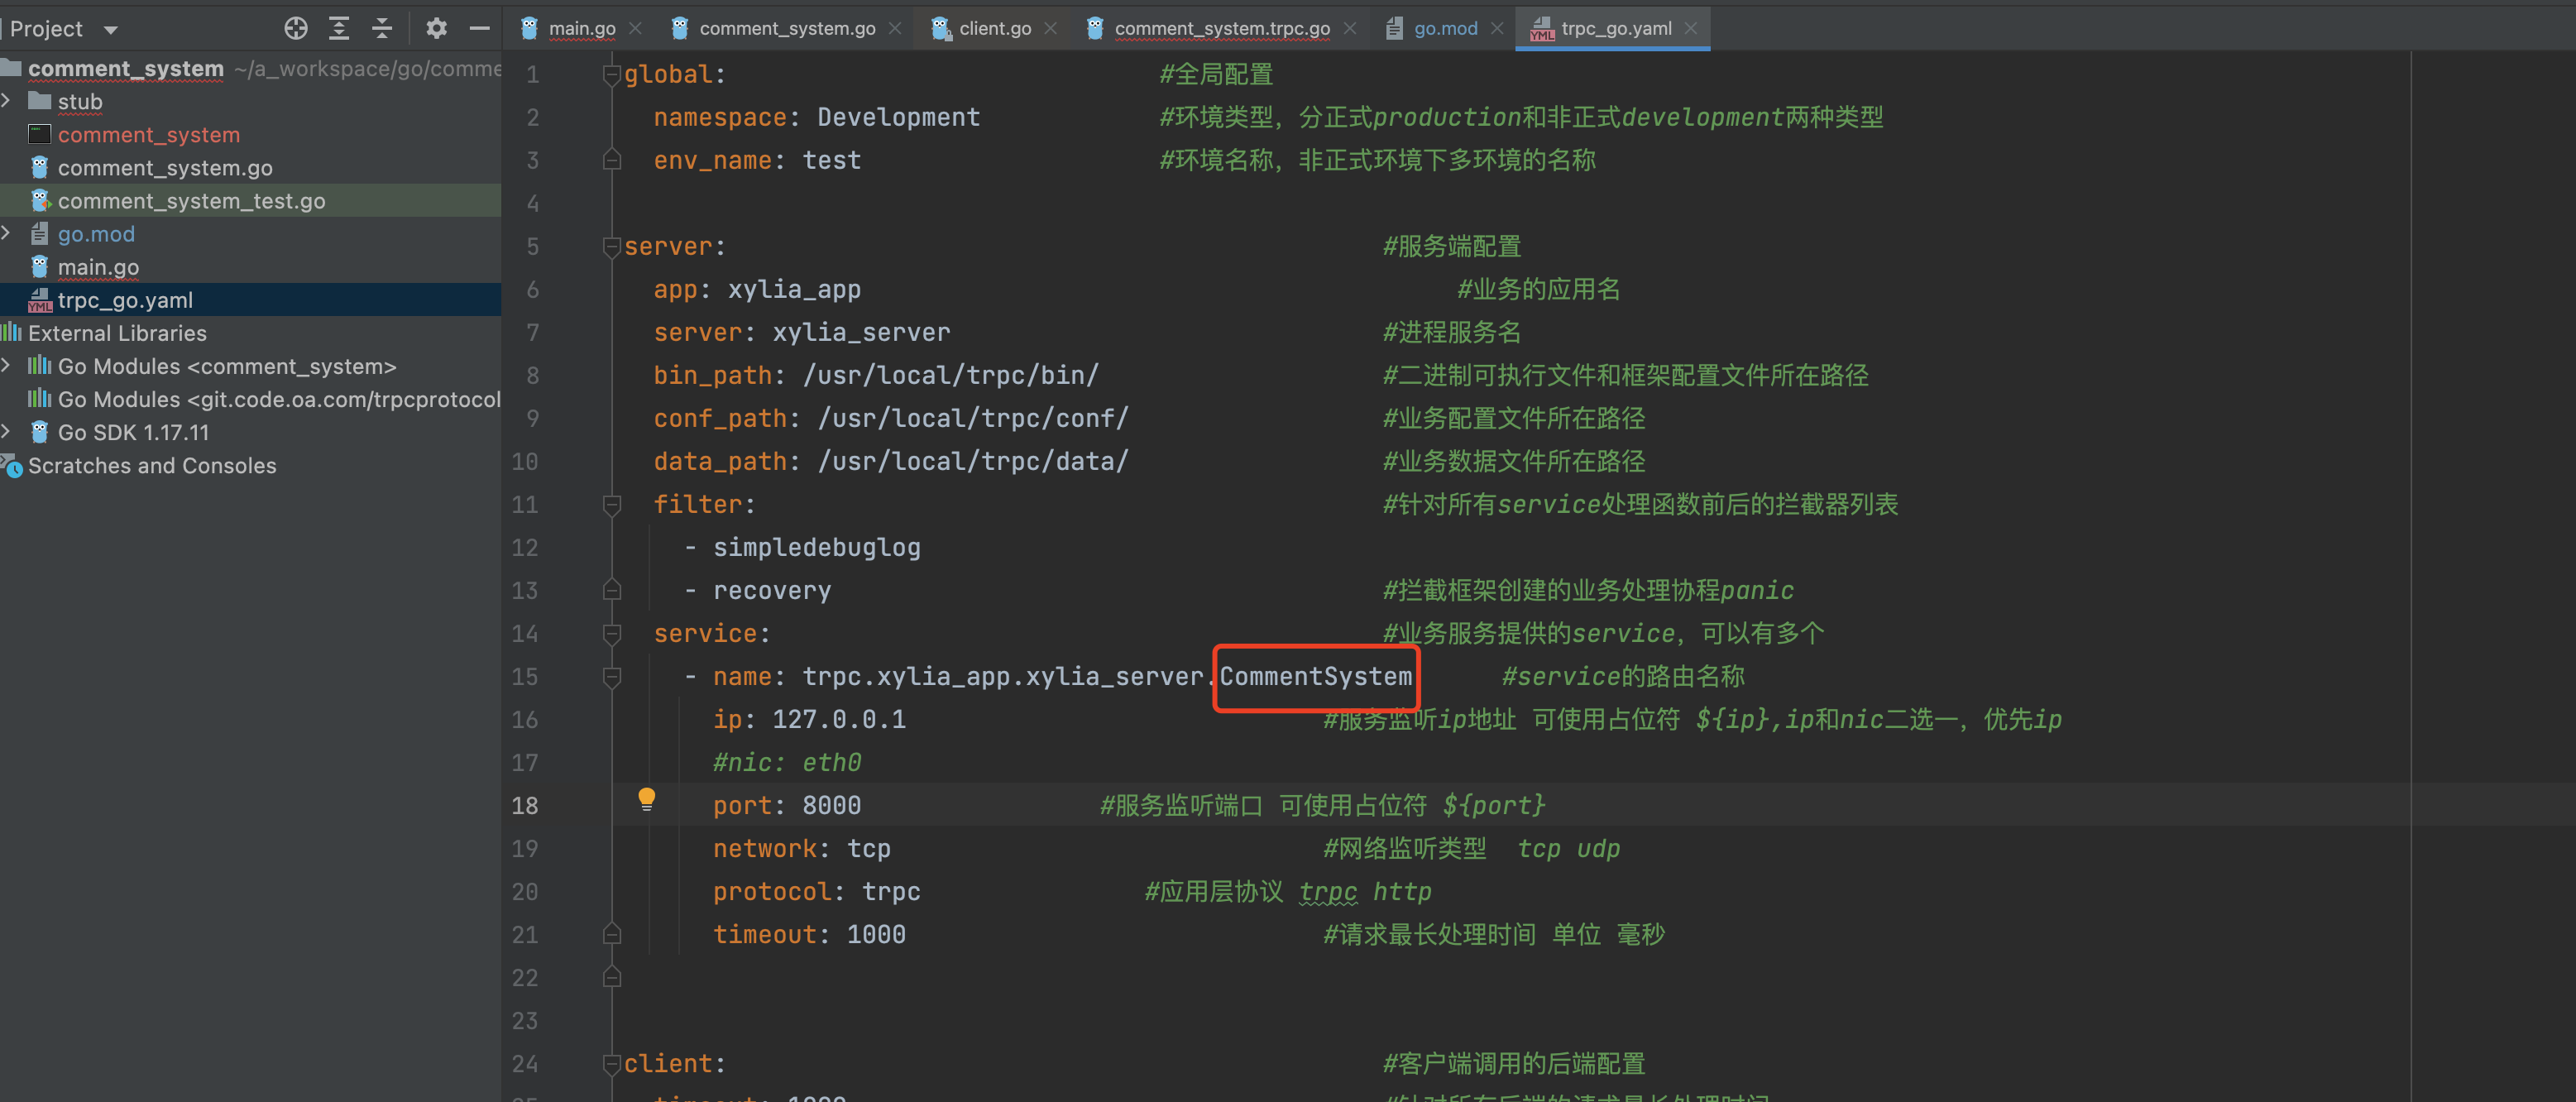 Project
main.go
comment_system.go
client.go
comment_system.trpc.go
go.mod
trpc_go.yaml
comment_system ~/a_workspace/go/comme
stub
comment_system
comment_system.go
comment_system_test.go
go.mod
main.go
trpc_go.yaml
External Libraries
Go Modules <comment_system>
Go Modules <git.code.oa.com/trpcprotocol
Go SDK 1.17.11
Scratches and Consoles
1 global: #全局配置
2 namespace: Development #环境类型，分正式production和非正式development两种类型
3 env_name: test #环境名称，非正式环境下多环境的名称
4
5 server: #服务端配置
6 app: xylia_app #业务的应用名
7 server: xylia_server #进程服务名
8 bin_path: /usr/local/trpc/bin/ #二进制可执行文件和框架配置文件所在路径
9 conf_path: /usr/local/trpc/conf/ #业务配置文件所在路径
10 data_path: /usr/local/trpc/data/ #业务数据文件所在路径
11 filter: #针对所有service处理函数前后的拦截器列表
12 - simpledebuglog
13 - recovery #拦截框架创建的业务处理协程panic
14 service: #业务服务提供的service，可以有多个
15 - name: trpc.xylia_app.xylia_server.CommentSystem #service的路由名称
16 ip: 127.0.0.1 #服务监听ip地址 可使用占位符 ${ip},ip和nic二选一，优先ip
17 #nic: eth0
18 port: 8000 #服务监听端口 可使用占位符 ${port}
19 network: tcp #网络监听类型 tcp udp
20 protocol: trpc #应用层协议 trpc http
21 timeout: 1000 #请求最长处理时间 单位 毫秒
22
23
24 client: #客户端调用的后端配置
25 timeout: 1000 #针对所有后端的请求最长处理时间